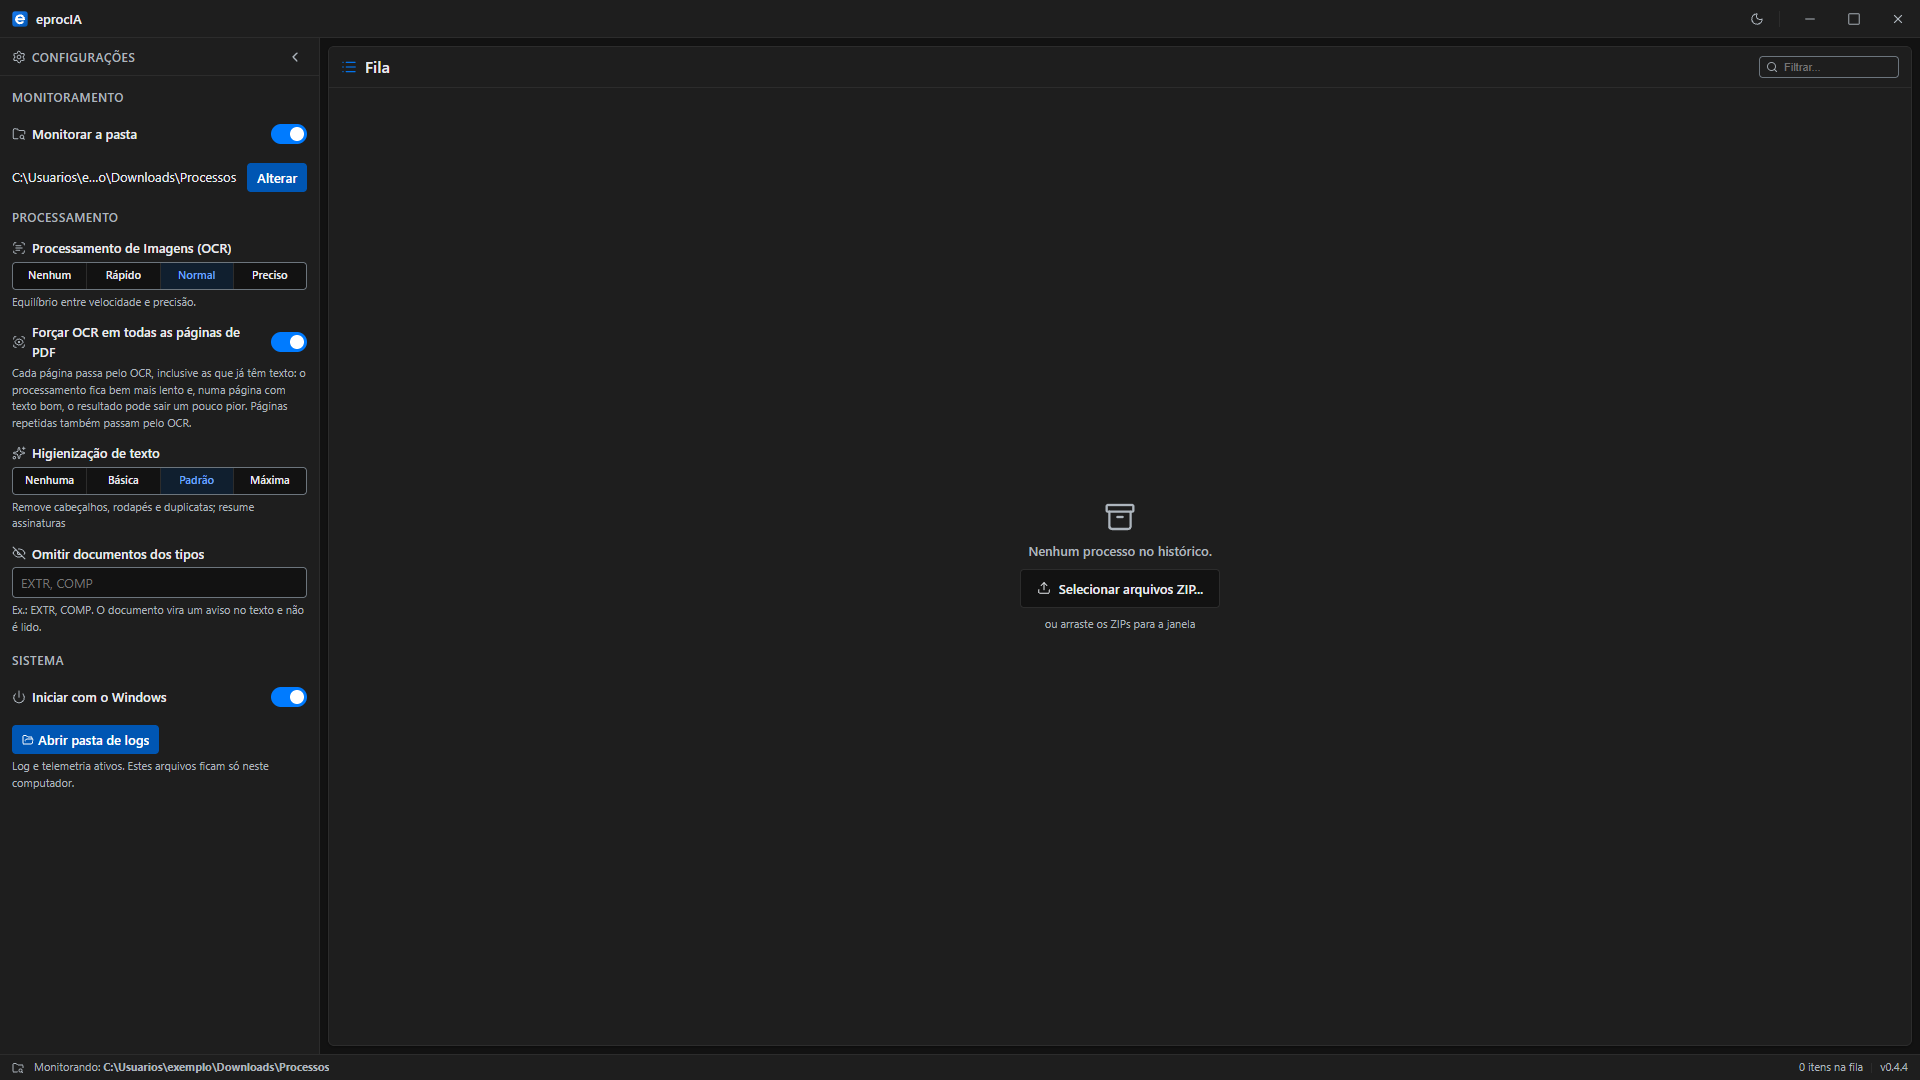 eprocIA
CONFIGURAÇÕES
MONITORAMENTO
Monitorar a pasta
C:\Usuarios\e...o\Downloads\Processos
Alterar
PROCESSAMENTO
Processamento de Imagens (OCR)
Nenhum Rápido Normal Preciso
Equilíbrio entre velocidade e precisão.
Forçar OCR em todas as páginas de
PDF
Cada página passa pelo OCR, inclusive as que já têm texto: o
processamento fica bem mais lento e, numa página com
texto bom, o resultado pode sair um pouco pior. Páginas
repetidas também passam pelo OCR.
Higienização de texto
Nenhuma Básica Padrão Máxima
Remove cabeçalhos, rodapés e duplicatas; resume
assinaturas
Omitir documentos dos tipos
EXTR, COMP
Ex.: EXTR, COMP. O documento vira um aviso no texto e não
é lido.
SISTEMA
Iniciar com o Windows
Abrir pasta de logs
Log e telemetria ativos. Estes arquivos ficam só neste
computador.
Fila
Filtrar...
Nenhum processo no histórico.
Selecionar arquivos ZIP...
ou arraste os ZIPs para a janela
Monitorando: C:\Usuarios\exemplo\Downloads\Processos
0 itens na fila
v0.4.4